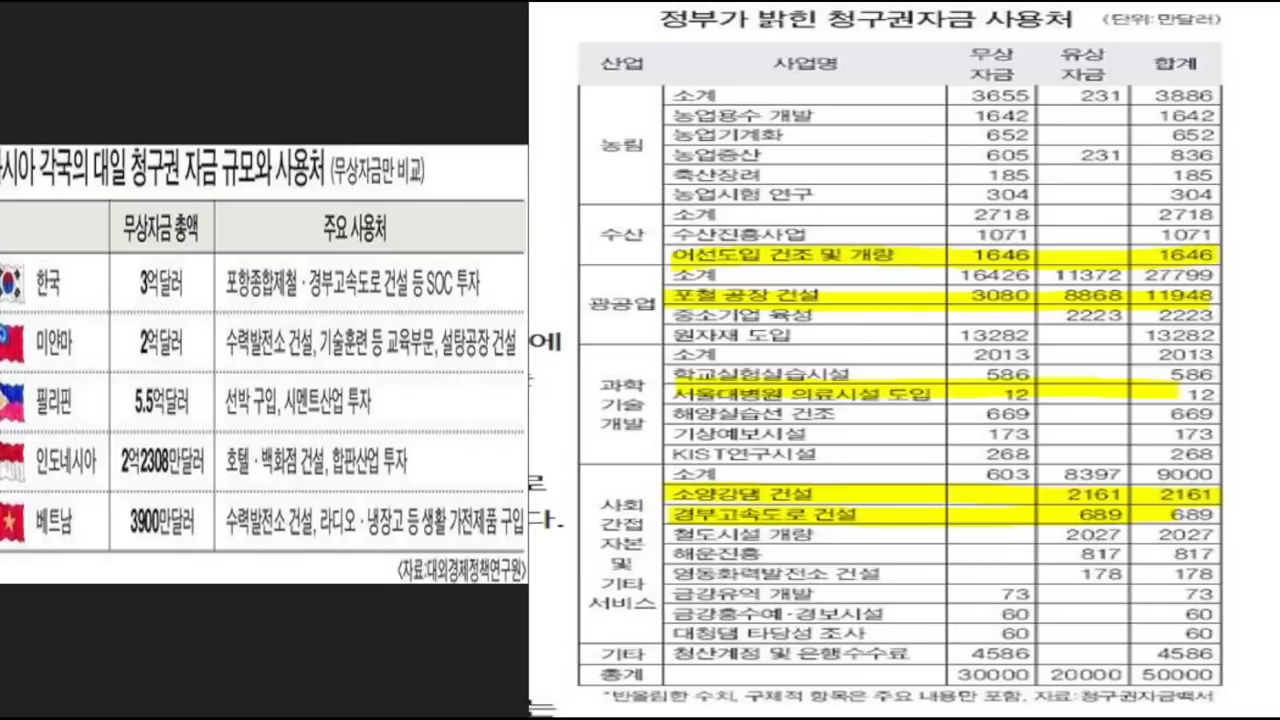 시아 각국의 대일 청구권 자금 규모와 사용처 (무상자금만 비교)
무상자금 총액 주요 사용처
한국 3억달러 포항종합제철·경부고속도로 건설 등 SOC 투자
미얀마 2억달러 수력발전소 건설, 기술훈련 등 교육부문, 설탕공장 건설
필리핀 5.5억달러 선박 구입, 시멘트산업 투자
인도네시아 2억2308만달러 호텔·백화점 건설, 합판산업 투자
베트남 3900만달러 수력발전소 건설, 라디오·냉장고 등 생활 가전제품 구입
<자료:대외경제정책연구원>
에
로
다.
는
정부가 밝힌 청구권자금 사용처 (단위:만달러)
산업 사업명 무상자금 유상자금 합계
농림 소계 3655 231 3886
농업용수 개발 1642 1642
농업기계화 652 652
농업증산 605 231 836
축산장려 185 185
농업시험 연구 304 304
수산 소계 2718 2718
수산진흥사업 1071 1071
어선도입 건조 및 개량 1646 1646
광공업 소계 16426 11372 27799
포철 공장 건설 3080 8868 11948
중소기업 육성 2223 2223
원자재 도입 13282 13282
과학 기술 개발 소계 2013 2013
학교실험실습시설 586 586
서울대병원 의료시설 도입 12 12
해양실습선 건조 669 669
기상예보시설 173 173
KIST연구시설 268 268
사회 간접 자본 및 기타 서비스 소계 603 8397 9000
소양강댐 건설 2161 2161
경부고속도로 건설 689 689
철도시설 개량 2027 2027
해운진흥 817 817
영동화력발전소 건설 178 178
금강유역 개발 73 73
금강홍수예·경보시설 60 60
대청댐 타당성 조사 60 60
기타 청산계정 및 은행수수료 4586 4586
총계 30000 20000 50000
*반올림한 수치, 구체적 항목은 주요 내용만 포함, 자료:청구권자금백서